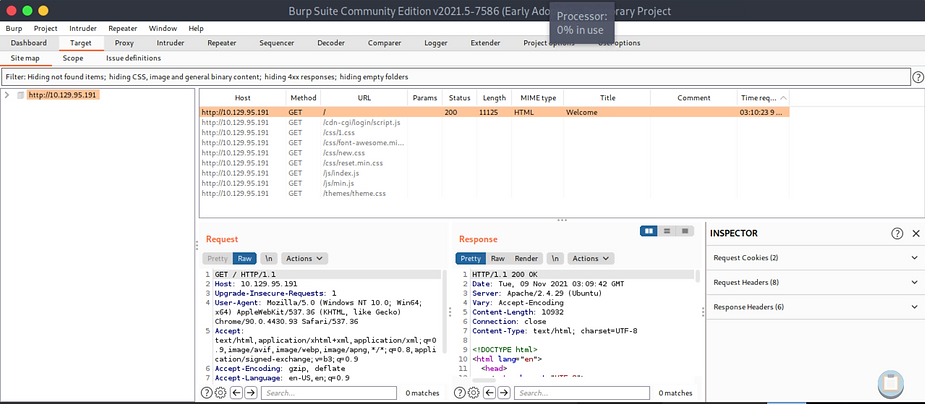 Burp Suite Community Edition v2021.5-7586 (Early Ado
rary Project
Processor:
0% in use
Burp Project Intruder Repeater Window Help
Dashboard Target Proxy Intruder Repeater Sequencer Decoder Comparer Logger Extender Project options User options
Site map Scope Issue definitions
Filter: Hiding not found items; hiding CSS, image and general binary content; hiding 4xx responses; hiding empty folders
http://10.129.95.191
Host Method URL Params Status Length MIME type Title Comment Time req...
http://10.129.95.191 GET / 200 11125 HTML Welcome 03:10:23 9 ...
http://10.129.95.191 GET /cdn-cgi/login/script.js
http://10.129.95.191 GET /css/1.css
http://10.129.95.191 GET /css/font-awesome.mi...
http://10.129.95.191 GET /css/new.css
http://10.129.95.191 GET /css/reset.min.css
http://10.129.95.191 GET /js/index.js
http://10.129.95.191 GET /js/min.js
http://10.129.95.191 GET /themes/theme.css
Request
Pretty Raw \n Actions
1 GET / HTTP/1.1
2 Host: 10.129.95.191
3 Upgrade-Insecure-Requests: 1
4 User-Agent: Mozilla/5.0 (Windows NT 10.0; Win64;
x64) AppleWebKit/537.36 (KHTML, like Gecko)
Chrome/90.0.4430.93 Safari/537.36
5 Accept:
text/html,application/xhtml+xml,application/xml;q=0
.9,image/avif,image/webp,image/apng,*/*;q=0.8,appli
cation/signed-exchange;v=b3;q=0.9
6 Accept-Encoding: gzip, deflate
7 Accept-Language: en-US,en;q=0.9
Search... 0 matches
Response
Pretty Raw Render \n Actions
1 HTTP/1.1 200 OK
2 Date: Tue, 09 Nov 2021 03:09:42 GMT
3 Server: Apache/2.4.29 (Ubuntu)
4 Vary: Accept-Encoding
5 Content-Length: 10932
6 Connection: close
7 Content-Type: text/html; charset=UTF-8
8
9 <!DOCTYPE html>
10 <html lang="en">
11 <head>
Search... 0 matches
INSPECTOR
Request Cookies (2)
Request Headers (8)
Response Headers (6)